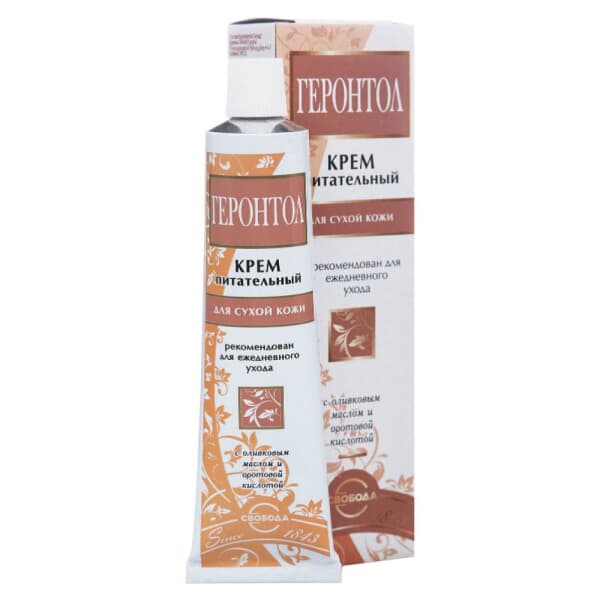 ГЕРОНТОЛ
КРЕМ
питательный
для сухой кожи
рекомендован
для ежедневного
ухода
с оливковым
маслом и
оротовой
кислотой
СВОБОДА
Since 1843
ГЕРОНТОЛ
КРЕМ
питательный
для сухой кожи
рекомендован для
ежедневного
ухода
с оливковым
маслом и
оротовой
кислотой
СВОБОДА